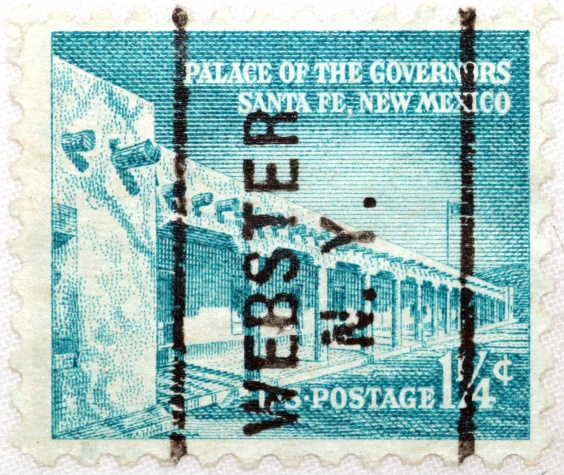 PALACE OF THE GOVERNORS
SANTA FE, NEW MEXICO
WEBSTER
N. Y.
U.S. POSTAGE 1¼¢